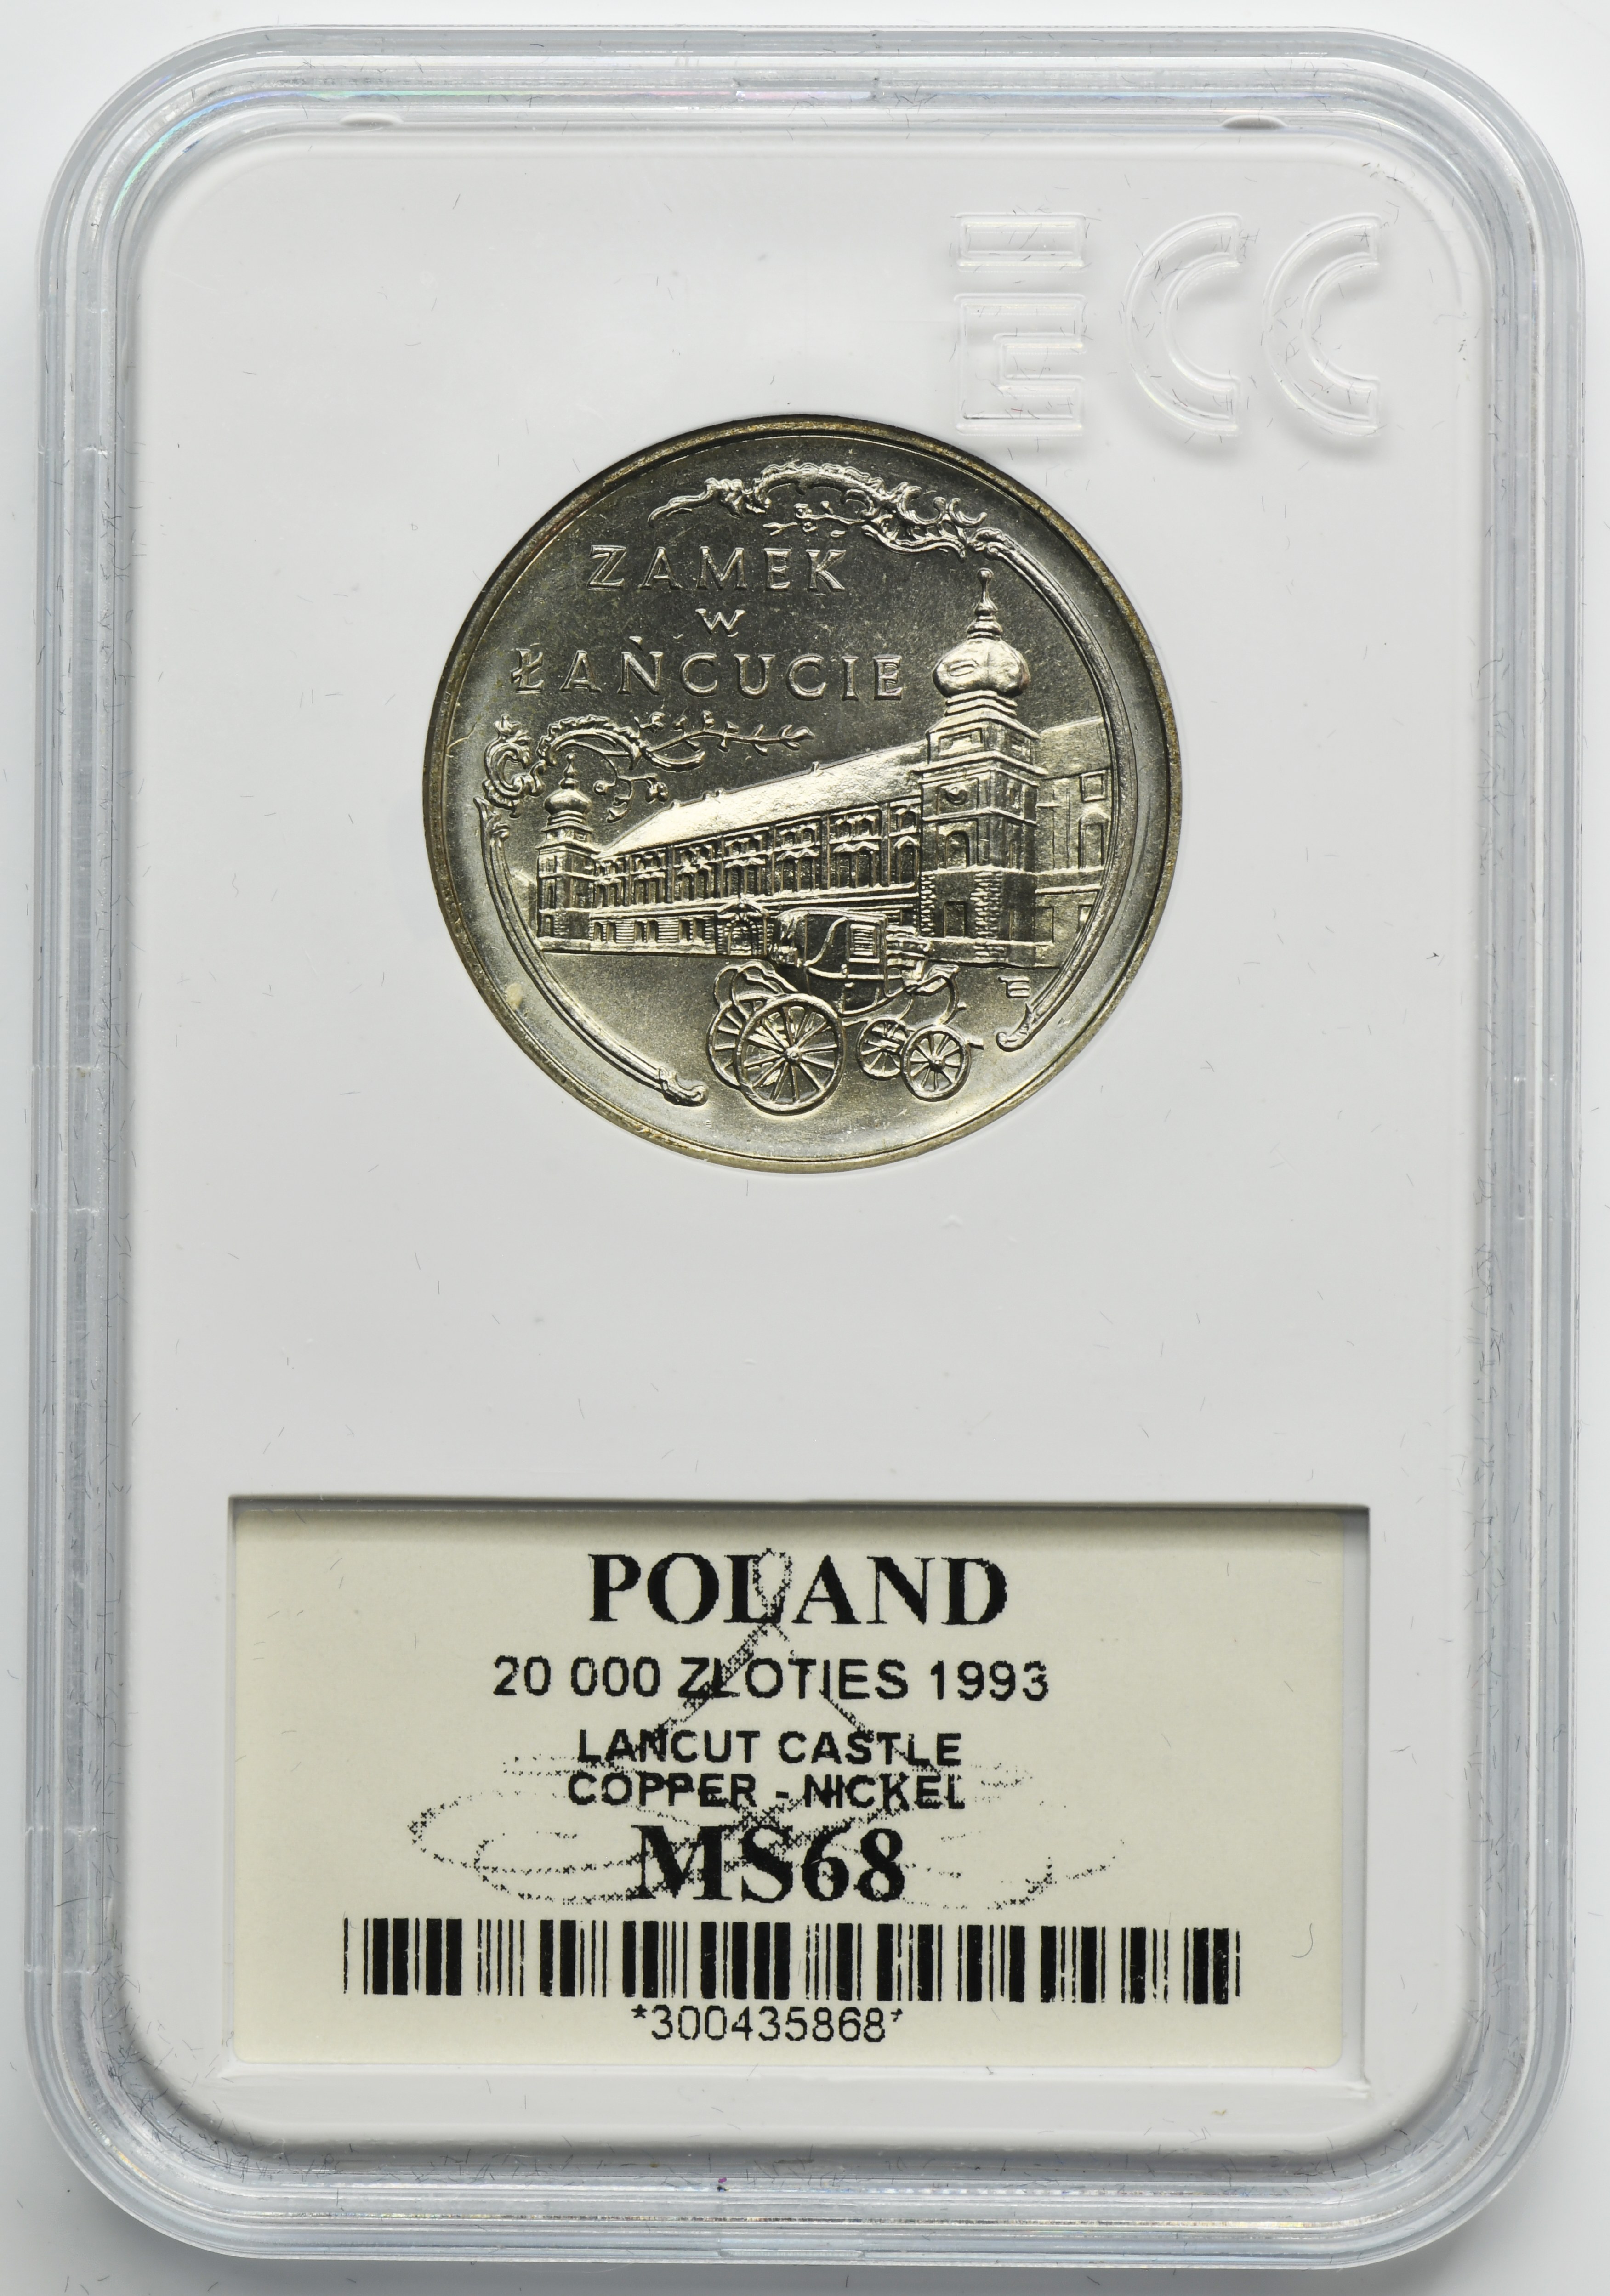 ECC
ZAMEK
W
ŁAŃCUCIE
POLAND
20 000 ZLOTIES 1993
LANCUT CASTLE
COPPER - NICKEL
MS68
*300435868*